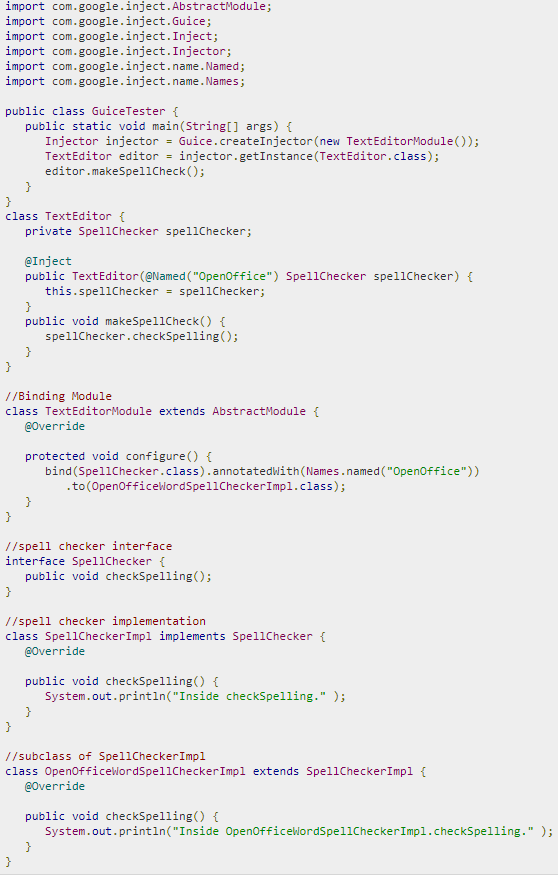 import com.google.inject.AbstractModule;
import com.google.inject.Guice;
import com.google.inject.Inject;
import com.google.inject.Injector;
import com.google.inject.name.Named;
import com.google.inject.name.Names;

public class GuiceTester {
   public static void main(String[] args) {
      Injector injector = Guice.createInjector(new TextEditorModule());
      TextEditor editor = injector.getInstance(TextEditor.class);
      editor.makeSpellCheck();
   }
}
class TextEditor {
   private SpellChecker spellChecker;

   @Inject
   public TextEditor(@Named("OpenOffice") SpellChecker spellChecker) {
      this.spellChecker = spellChecker;
   }
   public void makeSpellCheck() {
      spellChecker.checkSpelling();
   }
}

//Binding Module
class TextEditorModule extends AbstractModule {
   @Override

   protected void configure() {
      bind(SpellChecker.class).annotatedWith(Names.named("OpenOffice"))
         .to(OpenOfficeWordSpellCheckerImpl.class);
   }
}

//spell checker interface
interface SpellChecker {
   public void checkSpelling();
}

//spell checker implementation
class SpellCheckerImpl implements SpellChecker {
   @Override

   public void checkSpelling() {
      System.out.println("Inside checkSpelling." );
   }
}

//subclass of SpellCheckerImpl
class OpenOfficeWordSpellCheckerImpl extends SpellCheckerImpl {
   @Override

   public void checkSpelling() {
      System.out.println("Inside OpenOfficeWordSpellCheckerImpl.checkSpelling." );
   }
}